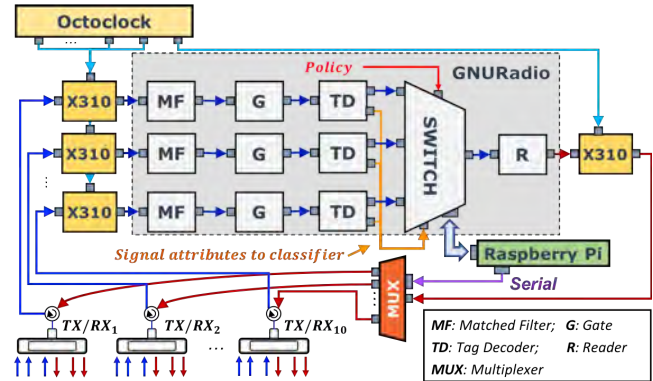 Octoclock
...
Policy
GNURadio
X310
MF
G
TD
X310
MF
G
TD
SWITCH
R
X310
...
X310
MF
G
TD
Signal attributes to classifier
Raspberry Pi
Serial
MUX
...
TX/RX1
TX/RX2
...
TX/RX10
MF: Matched Filter; G: Gate
TD: Tag Decoder; R: Reader
MUX: Multiplexer